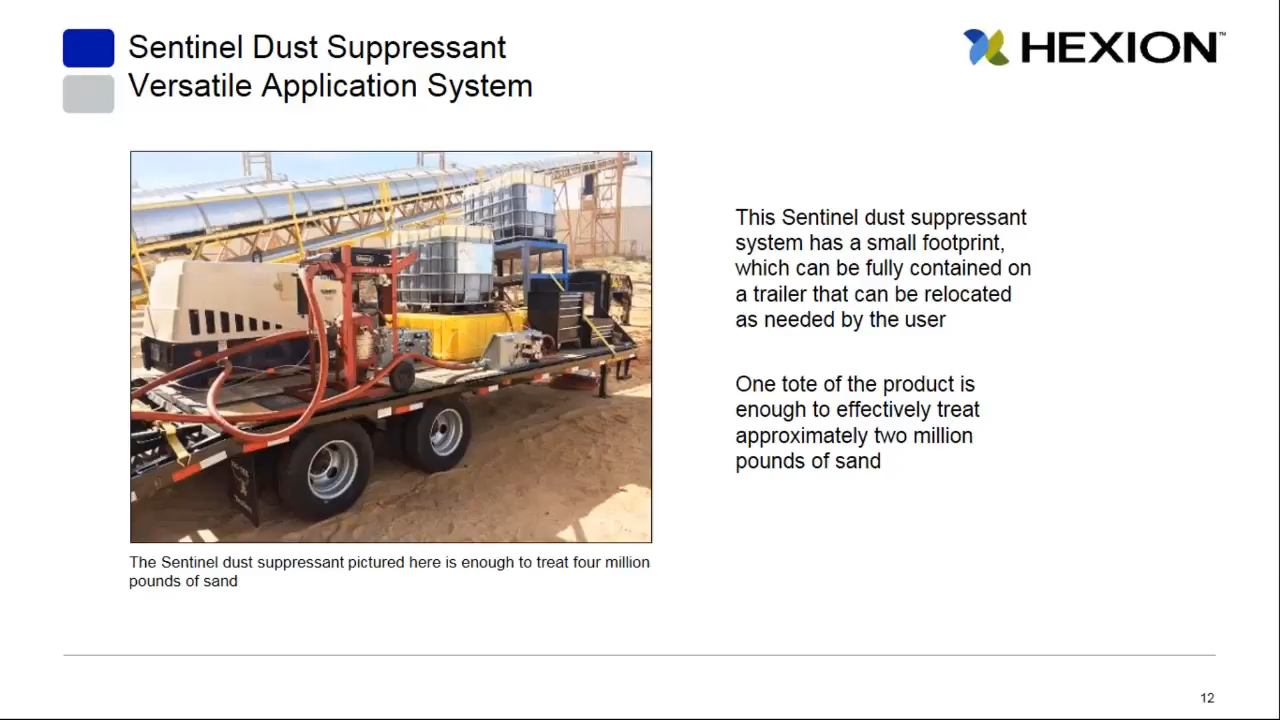 Sentinel Dust Suppressant
Versatile Application System
HEXION™
This Sentinel dust suppressant
system has a small footprint,
which can be fully contained on
a trailer that can be relocated
as needed by the user
One tote of the product is
enough to effectively treat
approximately two million
pounds of sand
The Sentinel dust suppressant pictured here is enough to treat four million
pounds of sand
12